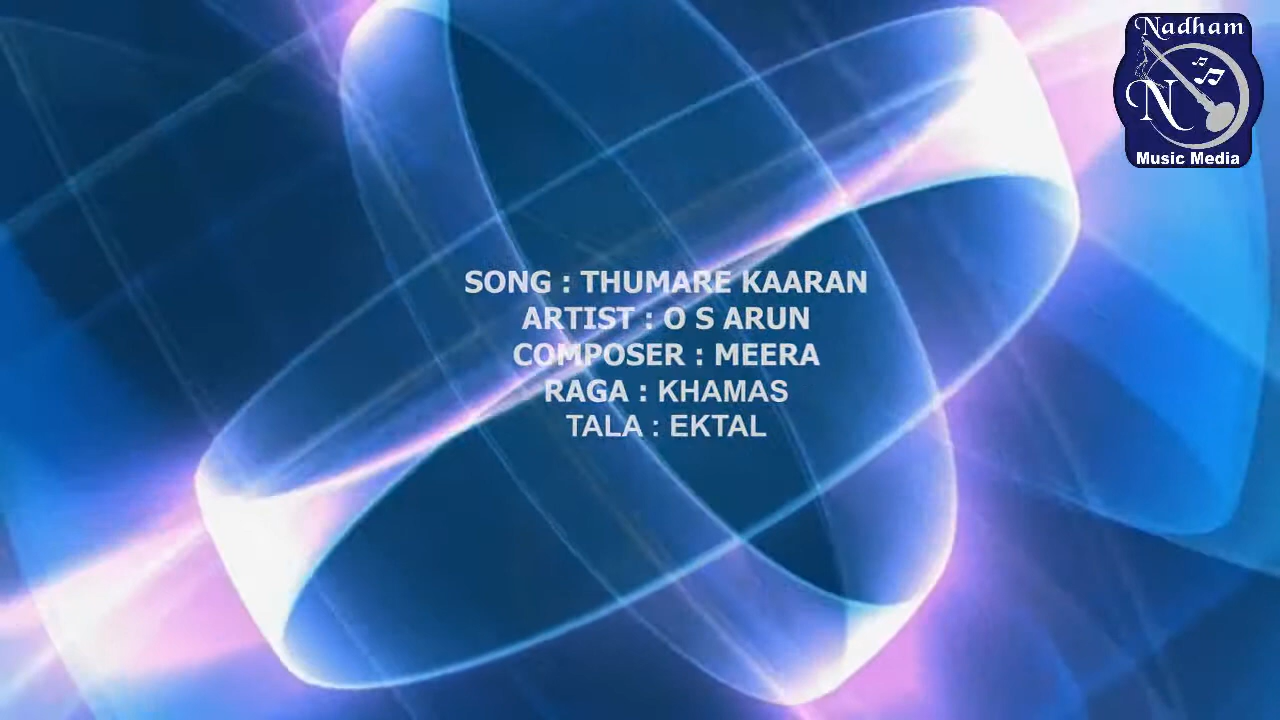 Nadham
N
Music Media
SONG : THUMARE KAARAN
ARTIST : O S ARUN
COMPOSER : MEERA
RAGA : KHAMAS
TALA : EKTAL